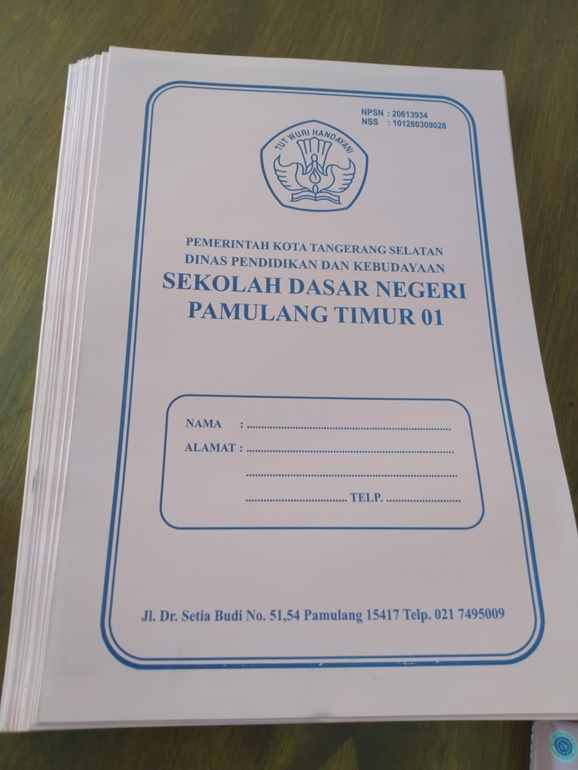 NPSN : 20613934
NSS : 101280309028
TUT WURI HANDAYANI
PEMERINTAH KOTA TANGERANG SELATAN
DINAS PENDIDIKAN DAN KEBUDAYAAN
SEKOLAH DASAR NEGERI
PAMULANG TIMUR 01
NAMA : ........................................................................
ALAMAT : ........................................................................
........................................................................
.................................... TELP. ..........................
Jl. Dr. Setia Budi No. 51,54 Pamulang 15417 Telp. 021 7495009